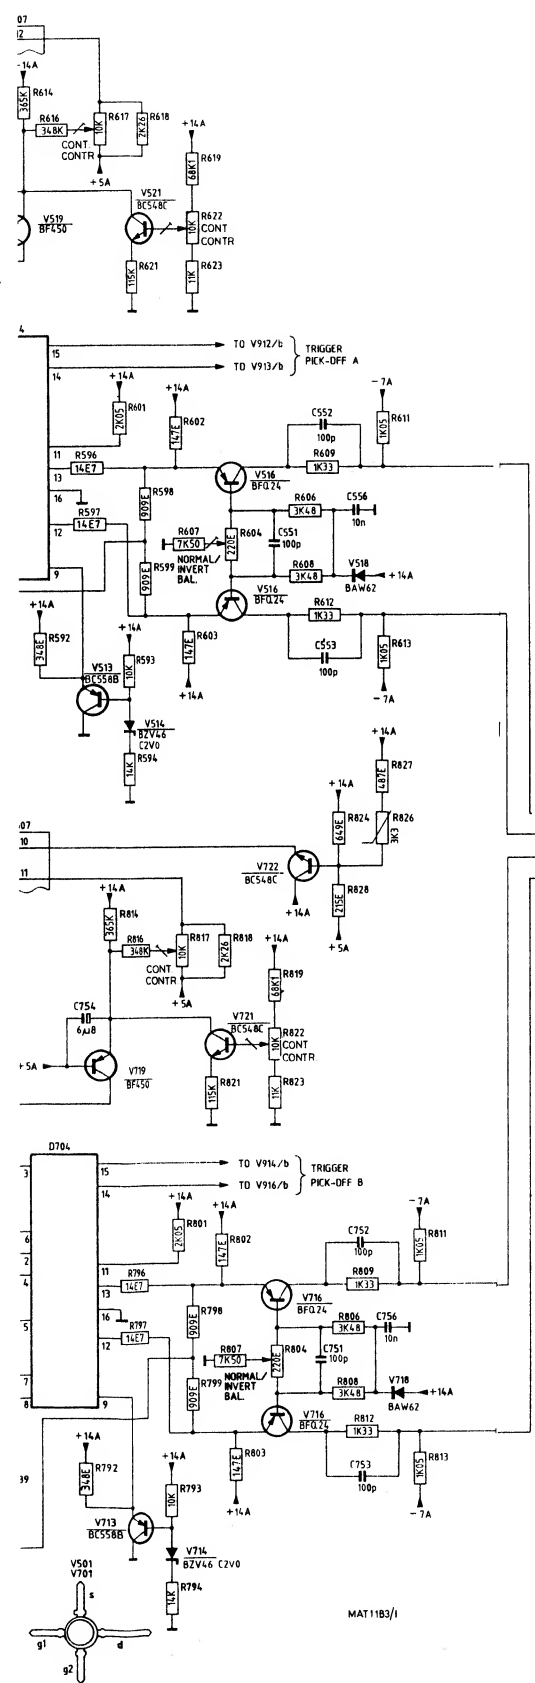 07
12
-14A
R614
365K
R616
348K
R617
10K
R618
2K26
CONT.
CONTR
+5A
+14A
R619
68K1
V519
BF450
V521
BC548C
R622
10K
CONT
CONTR
R621
115K
R623
11K
4
15
TO V912/b
TRIGGER
PICK-OFF A
14
TO V913/b
+14A
R601
2K05
+14A
R602
147E
-7A
R611
1K05
C552
100p
11
R596
14E7
13
R609
1K33
V516
BFQ24
R598
909E
16
R597
14E7
12
R606
3K48
C556
10n
R607
7K50
R604
220E
C551
100p
NORMAL/
INVERT
BAL.
R599
909E
9
R608
3K48
V518
BAW62
+14A
V516
BFQ24
R612
1K33
+14A
R592
348E
R603
147E
+14A
C553
100p
R613
1K05
-7A
+14A
R593
10K
V513
BC558B
V514
BZV46
C2V0
R594
14K
+14A
R827
487E
+14A
R824
649E
R826
3K3
07
10
V722
BC548C
11
+14A
R828
215E
+5A
+14A
R814
365K
R816
348K
R817
10K
R818
2K26
CONT
CONTR
+5A
+14A
R819
68K1
C754
6µ8
V721
BC548C
R822
10K
CONT
CONTR
+5A
V719
BF450
R821
115K
R823
11K
D704
3
15
TO V914/b
TRIGGER
PICK-OFF B
14
TO V916/b
+14A
R801
2K05
+14A
R802
147E
-7A
R811
1K05
6
2
11
C752
100p
4
R796
14E7
13
R809
1K33
V716
BFQ24
R798
909E
16
5
R797
14E7
12
R806
3K48
C756
10n
R807
7K50
R804
220E
C751
100p
NORMAL/
INVERT
BAL.
R799
909E
7
8
9
R808
3K48
V718
BAW62
+14A
V716
BFQ24
R812
1K33
+14A
R792
348E
R803
147E
+14A
C753
100p
R813
1K05
-7A
39
+14A
R793
10K
V713
BC558B
V714
BZV46 C2V0
R794
14K
V501
V701
s
g1
d
g2
MAT1183/I